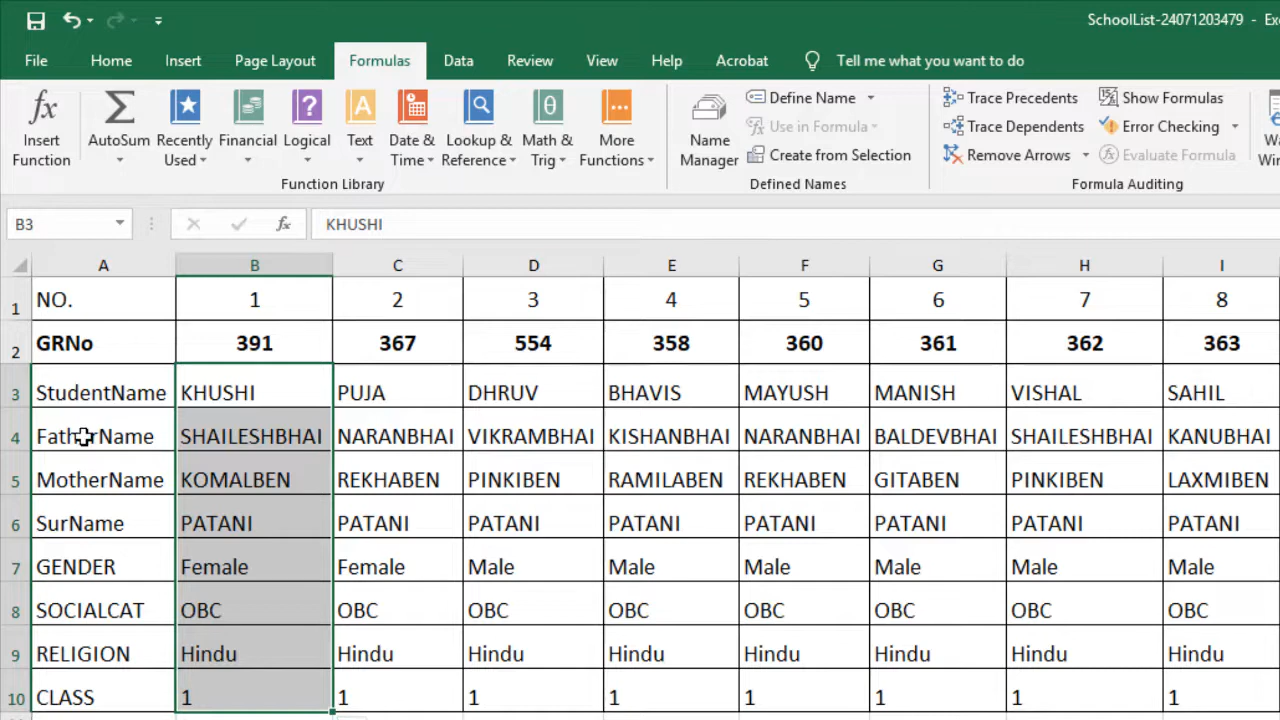 SchoolList-24071203479 - Exc
File Home Insert Page Layout Formulas Data Review View Help Acrobat Tell me what you want to do
Insert Function AutoSum Recently Used Financial Logical Text Date & Time Lookup & Reference Math & Trig More Functions
Function Library
Name Manager
Define Name
Use in Formula
Create from Selection
Defined Names
Trace Precedents
Trace Dependents
Remove Arrows
Show Formulas
Error Checking
Evaluate Formula
Formula Auditing
B3 fx KHUSHI
A B C D E F G H I
1 NO. 1 2 3 4 5 6 7 8
2 GRNo 391 367 554 358 360 361 362 363
3 StudentName KHUSHI PUJA DHRUV BHAVIS MAYUSH MANISH VISHAL SAHIL
4 FatherName SHAILESHBHAI NARANBHAI VIKRAMBHAI KISHANBHAI NARANBHAI BALDEVBHAI SHAILESHBHAI KANUBHAI
5 MotherName KOMALBEN REKHABEN PINKIBEN RAMILABEN REKHABEN GITABEN PINKIBEN LAXMIBEN
6 SurName PATANI PATANI PATANI PATANI PATANI PATANI PATANI PATANI
7 GENDER Female Female Male Male Male Male Male Male
8 SOCIALCAT OBC OBC OBC OBC OBC OBC OBC OBC
9 RELIGION Hindu Hindu Hindu Hindu Hindu Hindu Hindu Hindu
10 CLASS 1 1 1 1 1 1 1 1